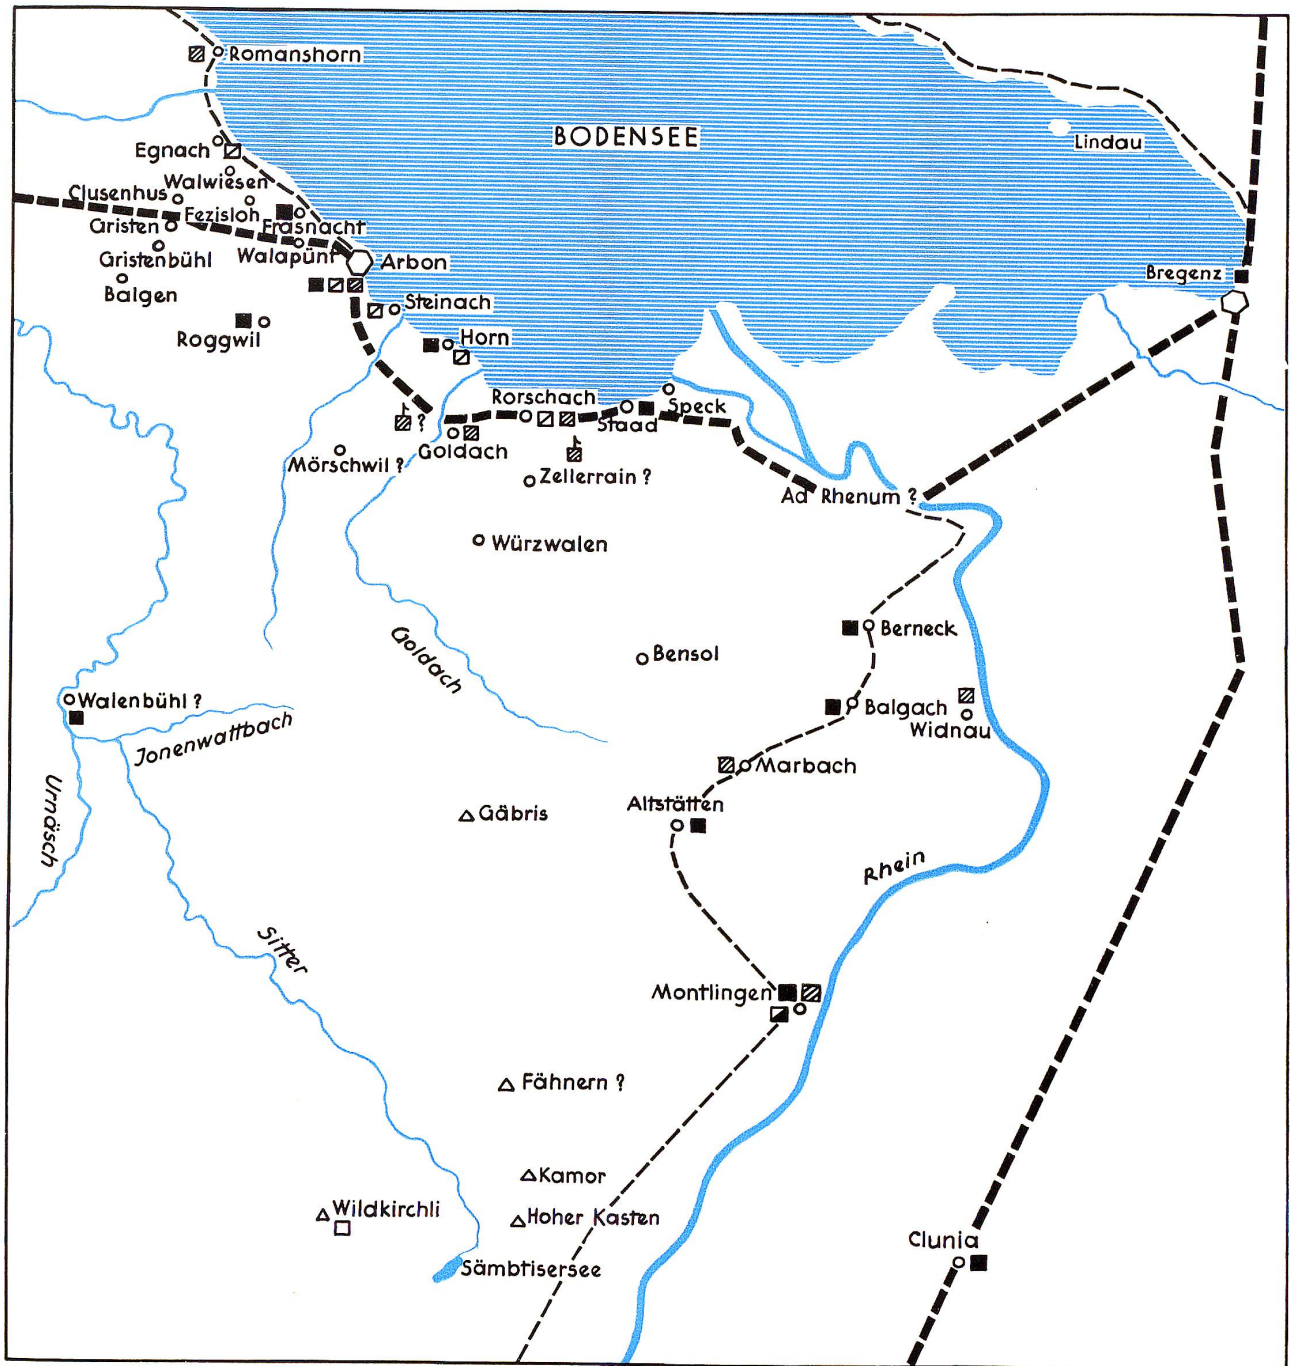 Romanshorn
BODENSEE
Lindau
Egnach
Walwiesen
Clusenhus
Fezisloh
Frasnacht
Gristen
Walapünt
Gristenbühl
Arbon
Bregenz
Balgen
Steinach
Roggwil
Horn
Rorschach
Speck
Staad
?
Goldach
Mörschwil ?
Zellerrain ?
Ad Rhenum ?
Würzwalen
Berneck
Goldach
Bensol
Walenbühl ?
Balgach
Jonenwattbach
Widnau
Marbach
Urnäsch
Altstätten
Gäbris
Rhein
Sitter
Montlingen
Fähnern ?
Kamor
Wildkirchli
Hoher Kasten
Clunia
Sämbtisersee